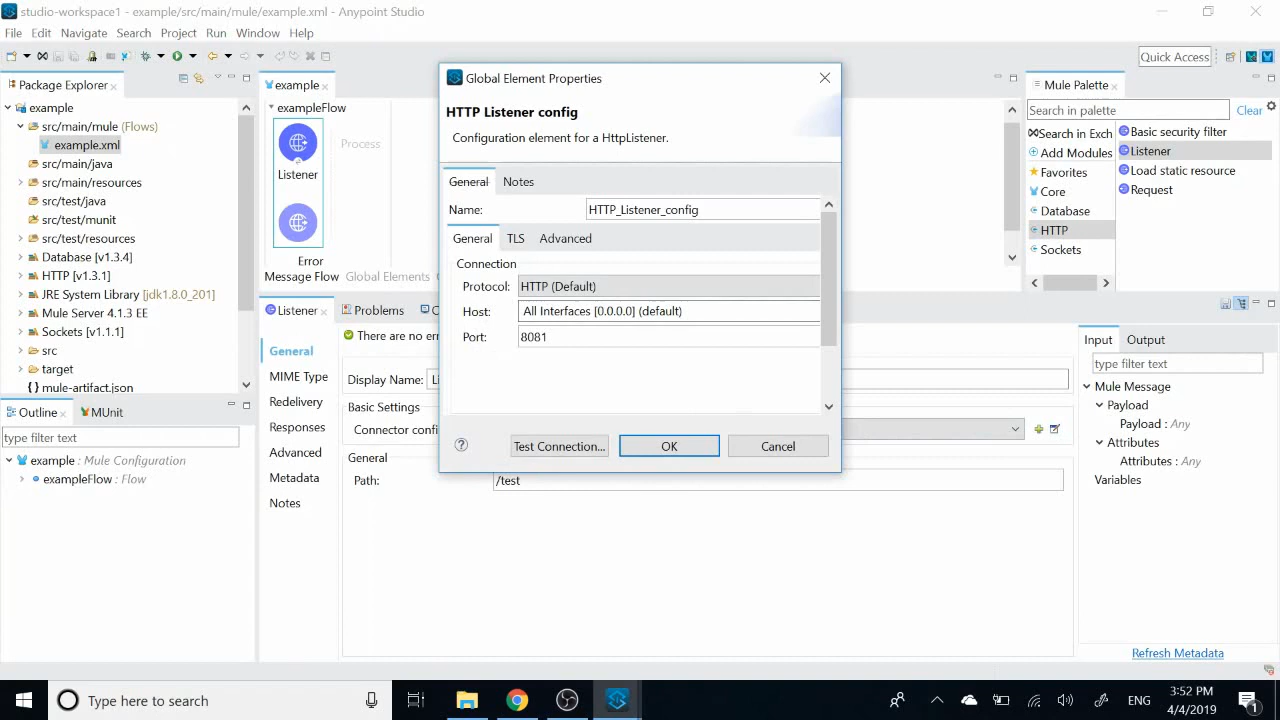 studio-workspace1 - example/src/main/mule/example.xml - Anypoint Studio
File Edit Navigate Search Project Run Window Help
Quick Access
Package Explorer
example
src/main/mule (Flows)
example.xml
src/main/java
src/main/resources
src/test/java
src/test/munit
src/test/resources
Database [v1.3.4]
HTTP [v1.3.1]
JRE System Library [jdk1.8.0_201]
Mule Server 4.1.3 EE
Sockets [v1.1.1]
src
target
mule-artifact.json
Outline MUnit
type filter text
example : Mule Configuration
exampleFlow : Flow
example
exampleFlow
Listener
Process
Error
Message Flow Global Elements C
Listener Problems C
There are no err
General
MIME Type
Redelivery
Responses
Advanced
Metadata
Notes
Display Name: Li
Basic Settings
Connector confi
General
Path: /test
Global Element Properties
HTTP Listener config
Configuration element for a HttpListener.
General Notes
Name: HTTP_Listener_config
General TLS Advanced
Connection
Protocol: HTTP (Default)
Host: All Interfaces [0.0.0.0] (default)
Port: 8081
? Test Connection... OK Cancel
Mule Palette
Search in palette Clear
Search in Exch
Add Modules
Favorites
Core
Database
HTTP
Sockets
Basic security filter
Listener
Load static resource
Request
Input Output
type filter text
Mule Message
Payload
Payload : Any
Attributes
Attributes : Any
Variables
Refresh Metadata
Type here to search
ENG
3:52 PM
4/4/2019
1